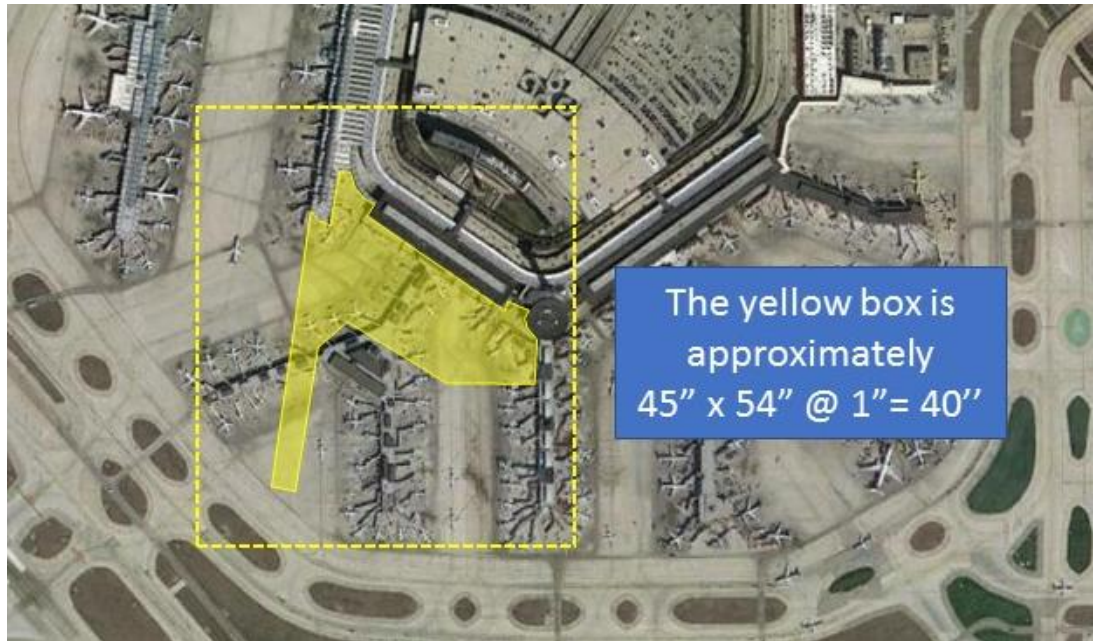 The yellow box is
approximately
45” x 54” @ 1”= 40’’